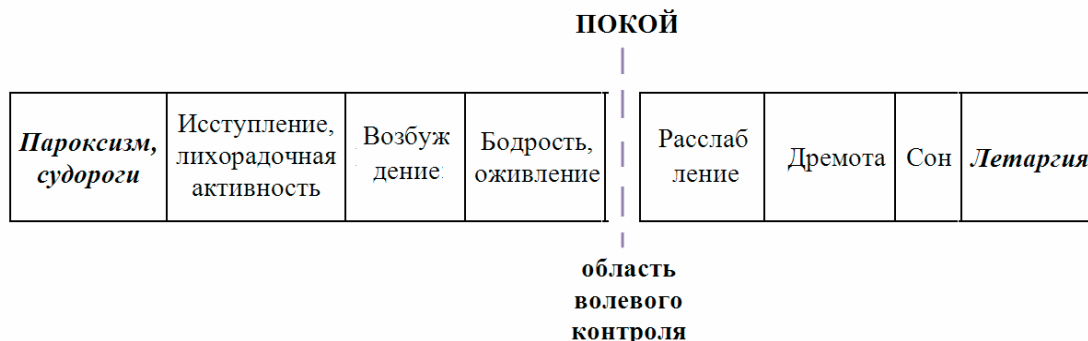 ПОКОЙ
Пароксизм,
судороги
Исступление,
лихорадочная
активность
Возбуж
дение
Бодрость,
оживление
Расслаб
ление
Дремота
Сон
Летаргия
область
волевого
контроля